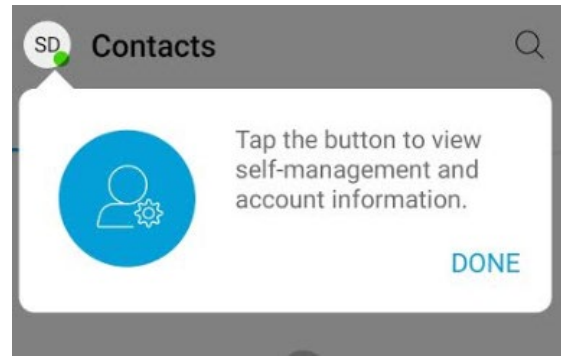 SD Contacts
Tap the button to view
self-management and
account information.
DONE